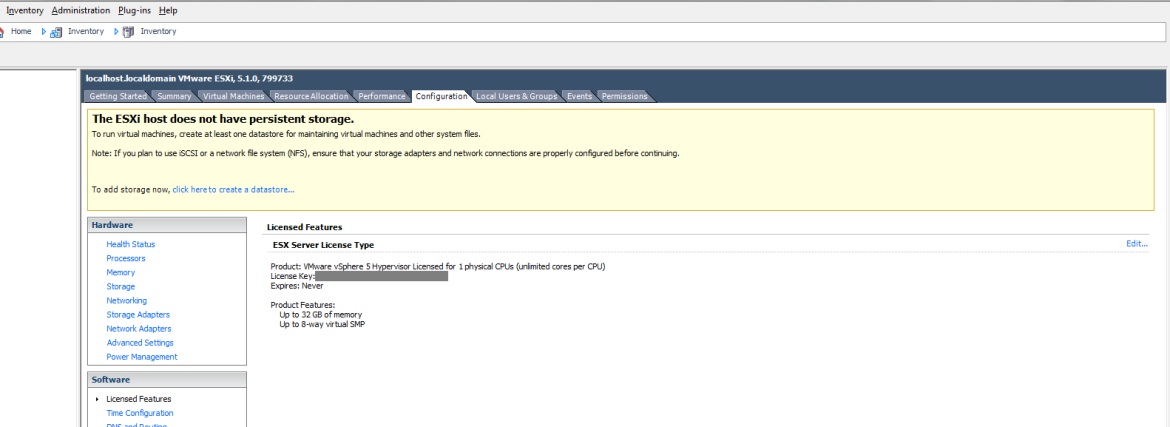 Inventory Administration Plug-ins Help
Home Inventory Inventory
localhost.localdomain VMware ESXi, 5.1.0, 799733
Getting Started Summary Virtual Machines Resource Allocation Performance Configuration Local Users & Groups Events Permissions
The ESXi host does not have persistent storage.
To run virtual machines, create at least one datastore for maintaining virtual machines and other system files.
Note: If you plan to use iSCSI or a network file system (NFS), ensure that your storage adapters and network connections are properly configured before continuing.
To add storage now, click here to create a datastore...
Hardware
Health Status
Processors
Memory
Storage
Networking
Storage Adapters
Network Adapters
Advanced Settings
Power Management
Software
Licensed Features
Time Configuration
DNS and Routing
Licensed Features
ESX Server License Type Edit...
Product: VMware vSphere 5 Hypervisor Licensed for 1 physical CPUs (unlimited cores per CPU)
License Key:
Expires: Never
Product Features:
Up to 32 GB of memory
Up to 8-way virtual SMP